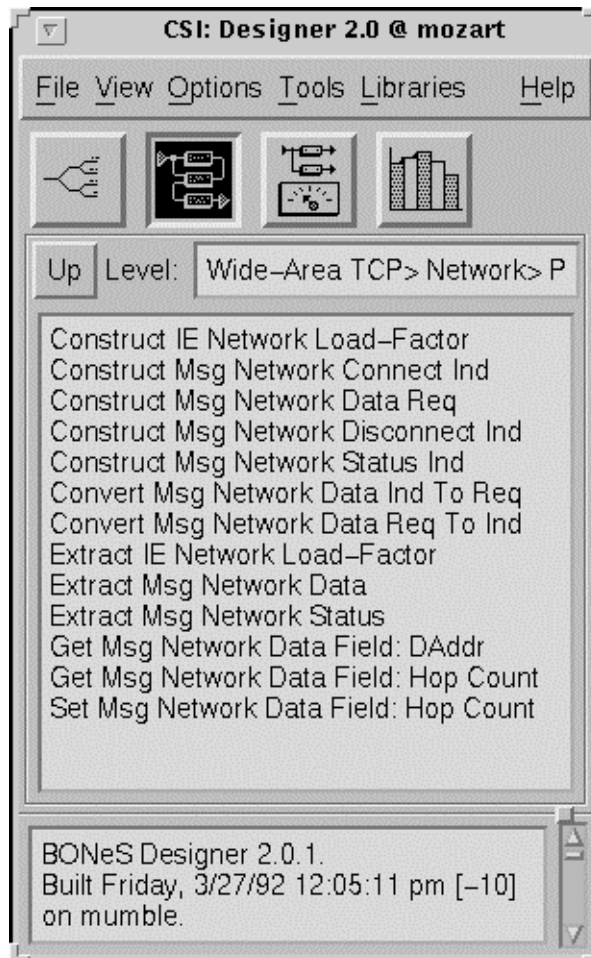 CSI: Designer 2.0 @ mozart
File View Options Tools Libraries Help
Up Level: Wide-Area TCP> Network> P
Construct IE Network Load-Factor
Construct Msg Network Connect Ind
Construct Msg Network Data Req
Construct Msg Network Disconnect Ind
Construct Msg Network Status Ind
Convert Msg Network Data Ind To Req
Convert Msg Network Data Req To Ind
Extract IE Network Load-Factor
Extract Msg Network Data
Extract Msg Network Status
Get Msg Network Data Field: DAddr
Get Msg Network Data Field: Hop Count
Set Msg Network Data Field: Hop Count
BONeS Designer 2.0.1.
Built Friday, 3/27/92 12:05:11 pm [-10]
on mumble.